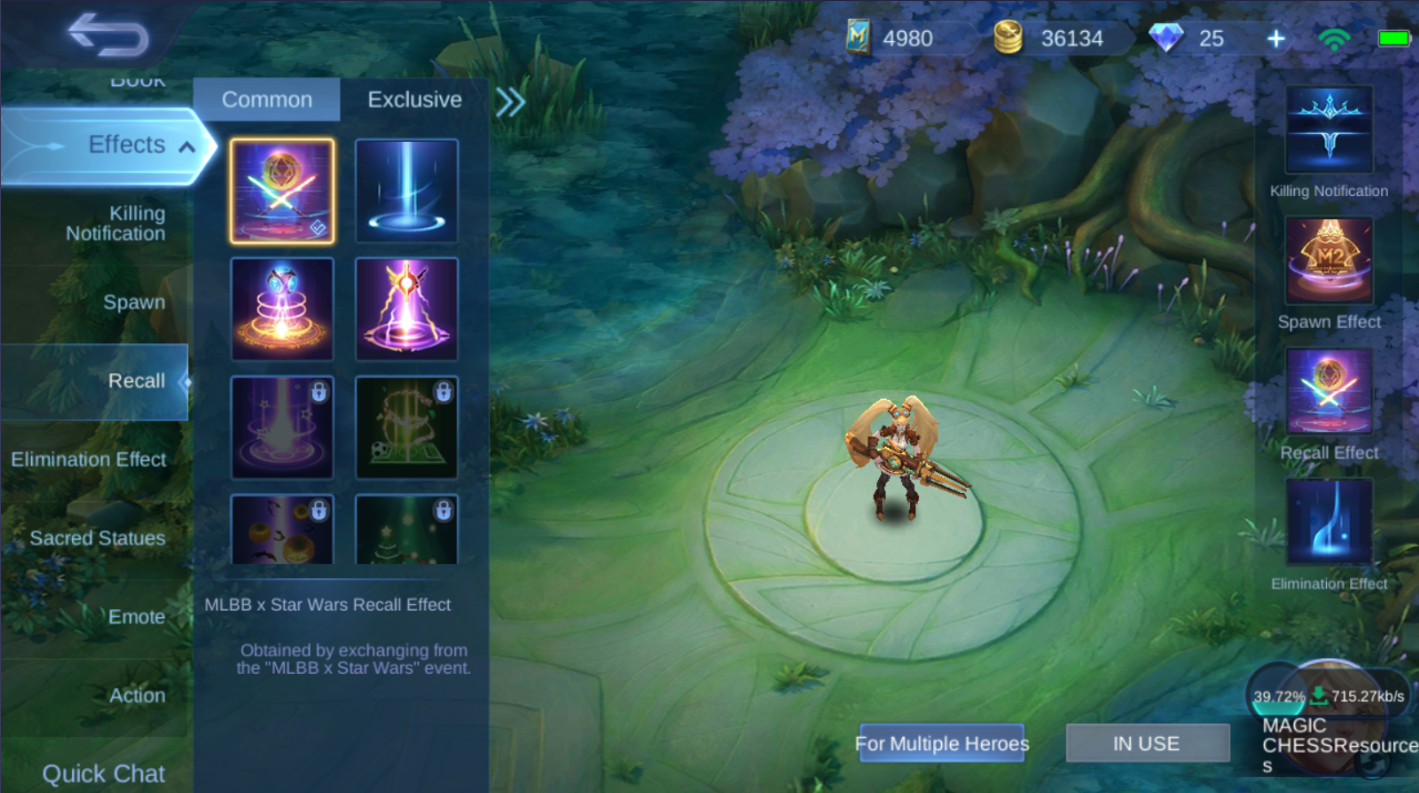 4980
36134
25
Book
Effects
Killing
Notification
Spawn
Recall
Elimination Effect
Sacred Statues
Emote
Action
Quick Chat
Common
Exclusive
MLBB x Star Wars Recall Effect
Obtained by exchanging from
the "MLBB x Star Wars" event.
Killing Notification
M2
Spawn Effect
Recall Effect
Elimination Effect
39.72%
715.27kb/s
MAGIC
CHESSResource
s
For Multiple Heroes
IN USE